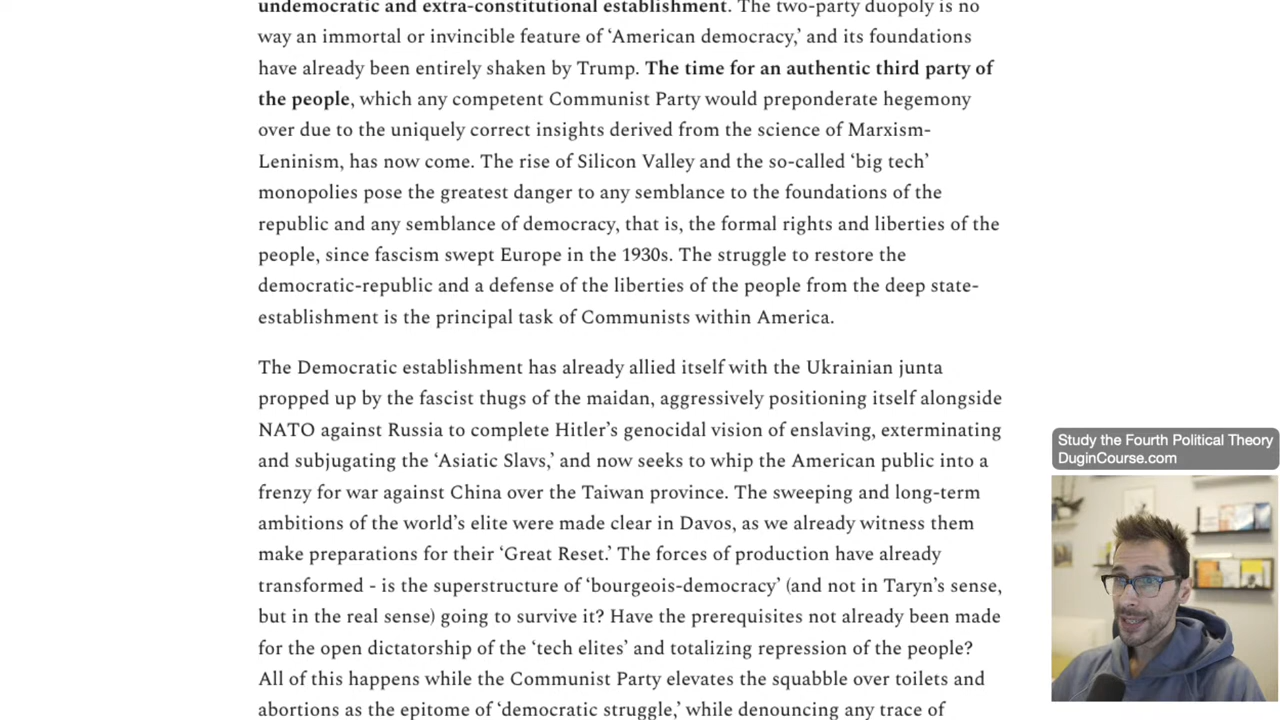 undemocratic and extra-constitutional establishment. The two-party duopoly is no
way an immortal or invincible feature of ‘American democracy,’ and its foundations
have already been entirely shaken by Trump. The time for an authentic third party of
the people, which any competent Communist Party would preponderate hegemony
over due to the uniquely correct insights derived from the science of Marxism-
Leninism, has now come. The rise of Silicon Valley and the so-called ‘big tech’
monopolies pose the greatest danger to any semblance to the foundations of the
republic and any semblance of democracy, that is, the formal rights and liberties of the
people, since fascism swept Europe in the 1930s. The struggle to restore the
democratic-republic and a defense of the liberties of the people from the deep state-
establishment is the principal task of Communists within America.
The Democratic establishment has already allied itself with the Ukrainian junta
propped up by the fascist thugs of the maidan, aggressively positioning itself alongside
NATO against Russia to complete Hitler’s genocidal vision of enslaving, exterminating
and subjugating the ‘Asiatic Slavs,’ and now seeks to whip the American public into a
frenzy for war against China over the Taiwan province. The sweeping and long-term
ambitions of the world’s elite were made clear in Davos, as we already witness them
make preparations for their ‘Great Reset.’ The forces of production have already
transformed - is the superstructure of ‘bourgeois-democracy’ (and not in Taryn’s sense,
but in the real sense) going to survive it? Have the prerequisites not already been made
for the open dictatorship of the ‘tech elites’ and totalizing repression of the people?
All of this happens while the Communist Party elevates the squabble over toilets and
abortions as the epitome of ‘democratic struggle,’ while denouncing any trace of
Study the Fourth Political Theory
DuginCourse.com